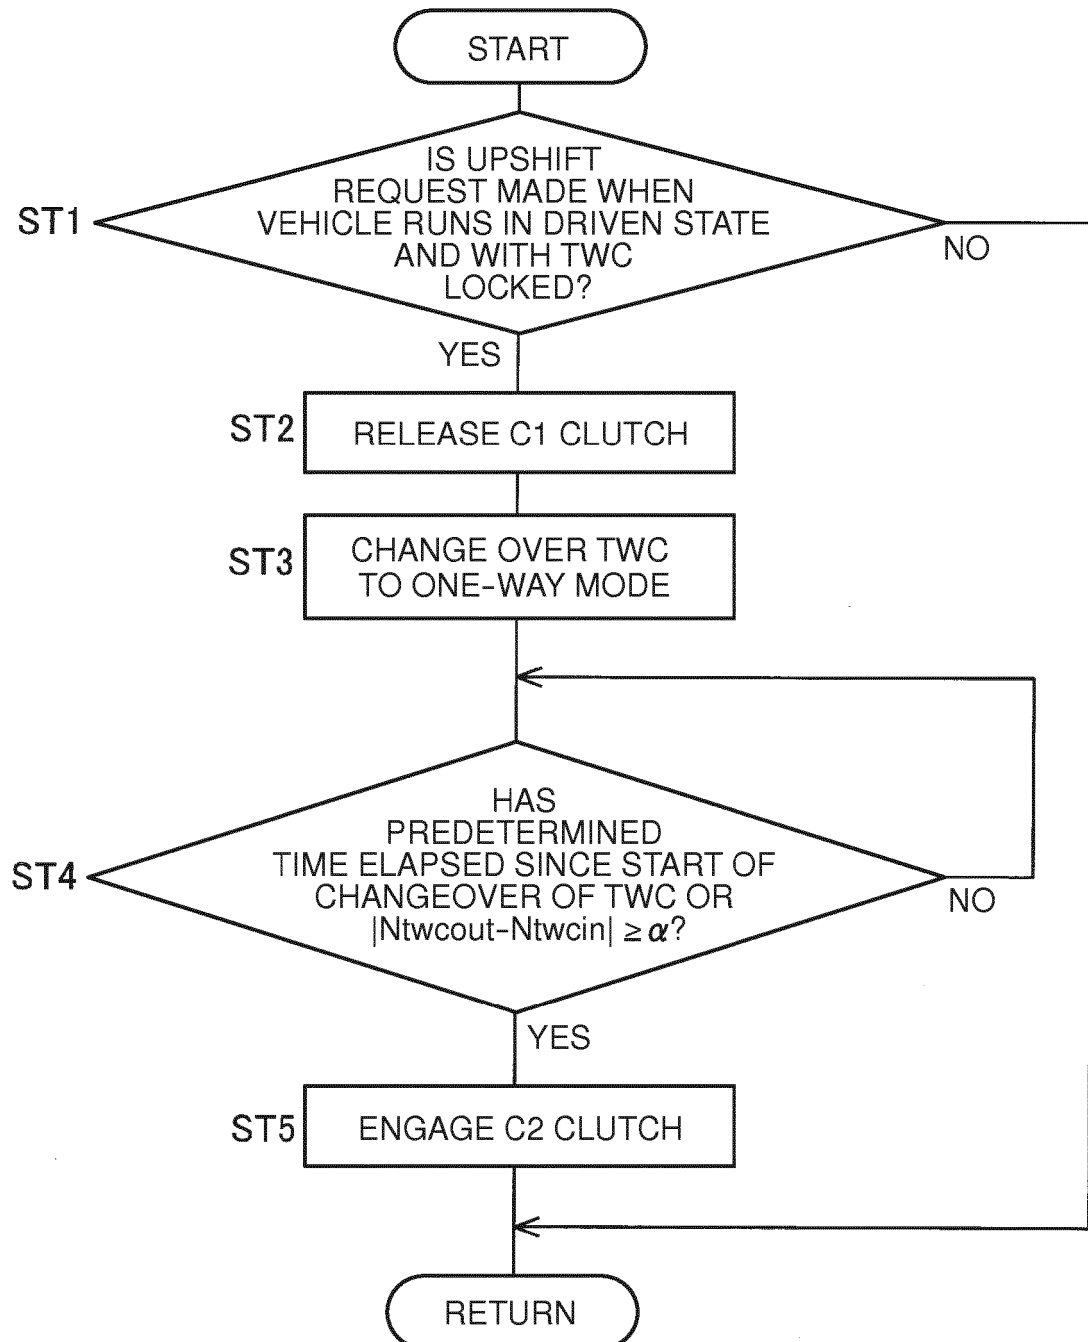 START
IS UPSHIFT
REQUEST MADE WHEN
VEHICLE RUNS IN DRIVEN STATE
AND WITH TWC
LOCKED?
ST1
NO
YES
ST2
RELEASE C1 CLUTCH
ST3
CHANGE OVER TWC
TO ONE-WAY MODE
HAS
PREDETERMINED
TIME ELAPSED SINCE START OF
CHANGEOVER OF TWC OR
|Ntwcout-Ntwcin| ≥ α?
ST4
NO
YES
ST5
ENGAGE C2 CLUTCH
RETURN